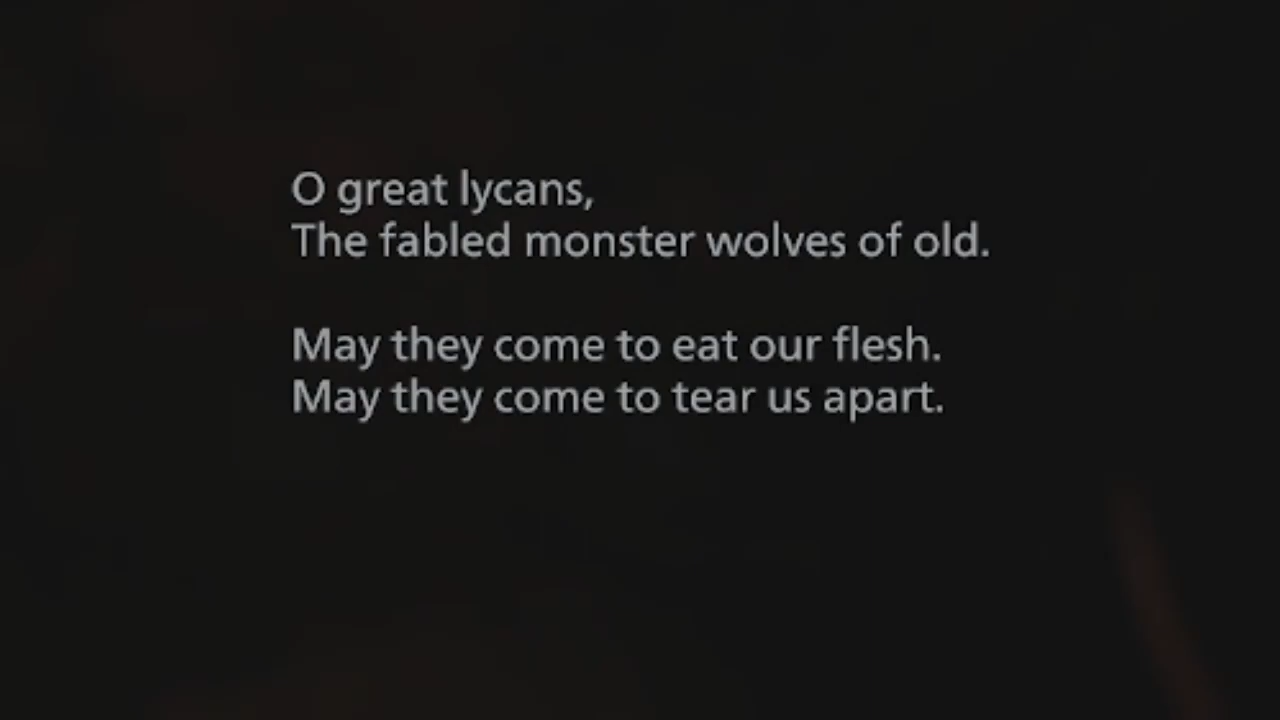 O great lycans,
The fabled monster wolves of old.
May they come to eat our flesh.
May they come to tear us apart.